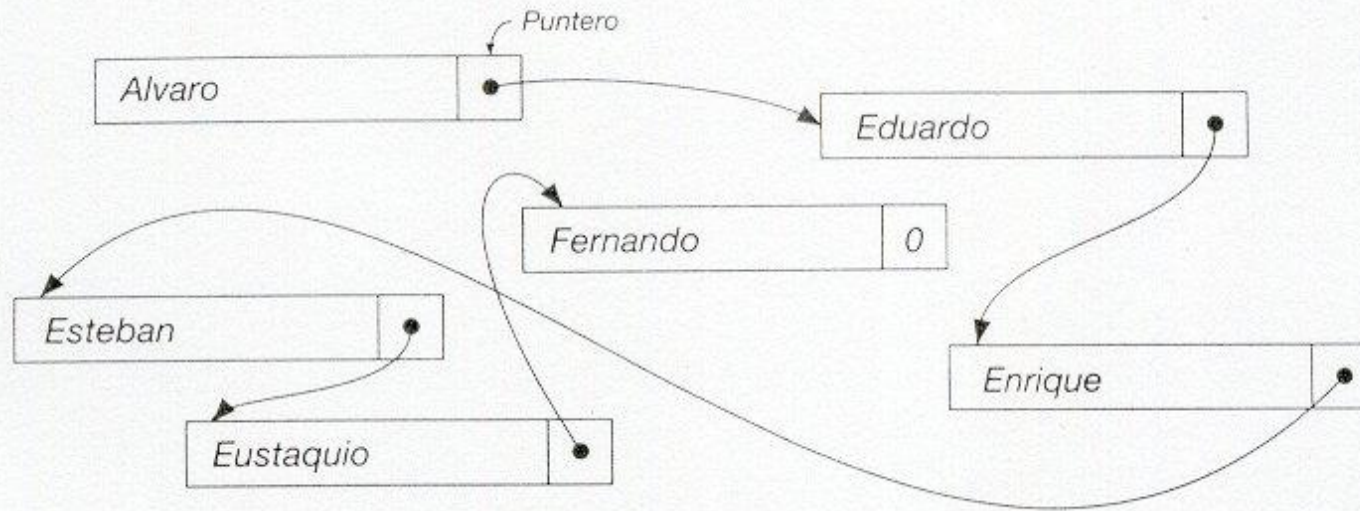 Puntero
Alvaro
Eduardo
Fernando 0
Esteban
Enrique
Eustaquio